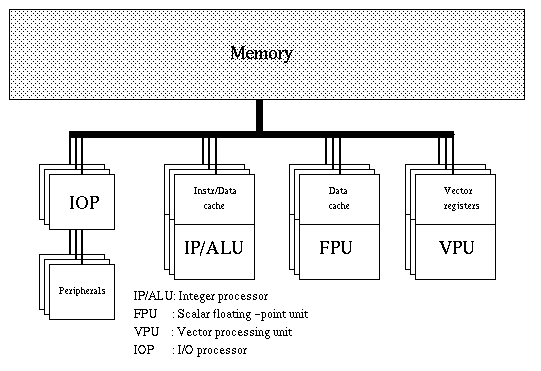 Memory
IOP
Instr/Data
cache
IP/ALU
Data
cache
FPU
Vector
registers
VPU
Peripherals
IP/ALU: Integer processor
FPU : Scalar floating -point unit
VPU : Vector processing unit
IOP : I/O processor